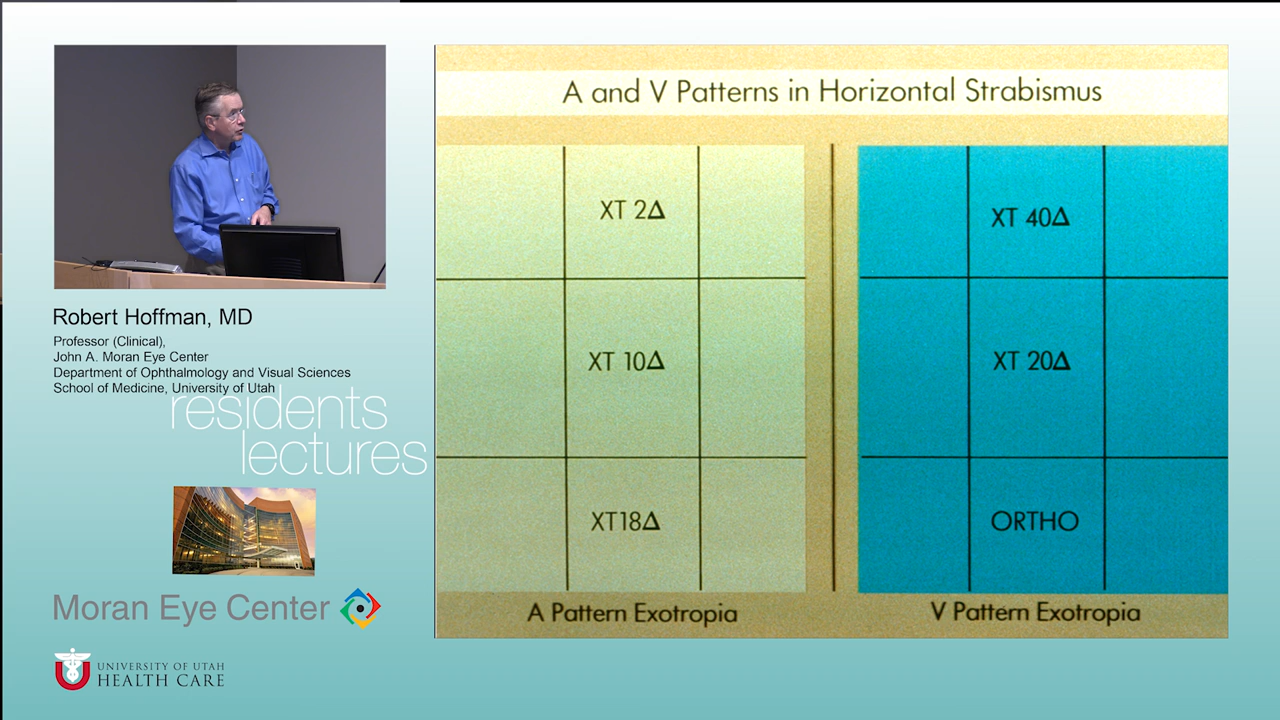 A and V Patterns in Horizontal Strabismus
XT 2Δ
XT 10Δ
XT18Δ
A Pattern Exotropia
XT 40Δ
XT 20Δ
ORTHO
V Pattern Exotropia
Robert Hoffman, MD
Professor (Clinical),
John A. Moran Eye Center
Department of Ophthalmology and Visual Sciences
School of Medicine, University of Utah
residents
lectures
Moran Eye Center
UNIVERSITY OF UTAH
HEALTH CARE